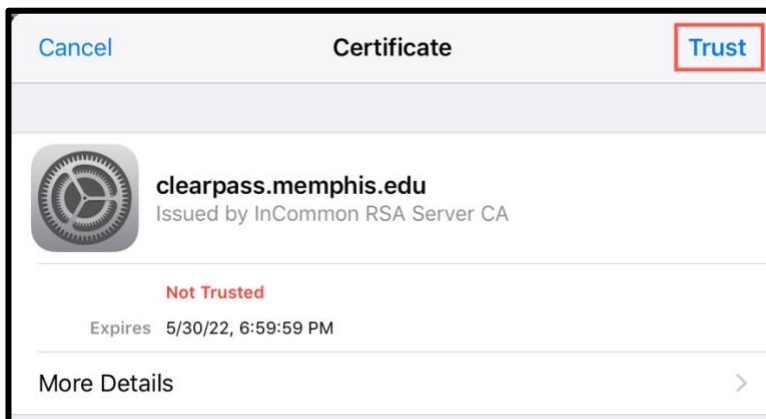 Cancel Certificate Trust
clearpass.memphis.edu
Issued by InCommon RSA Server CA
Not Trusted
Expires 5/30/22, 6:59:59 PM
More Details